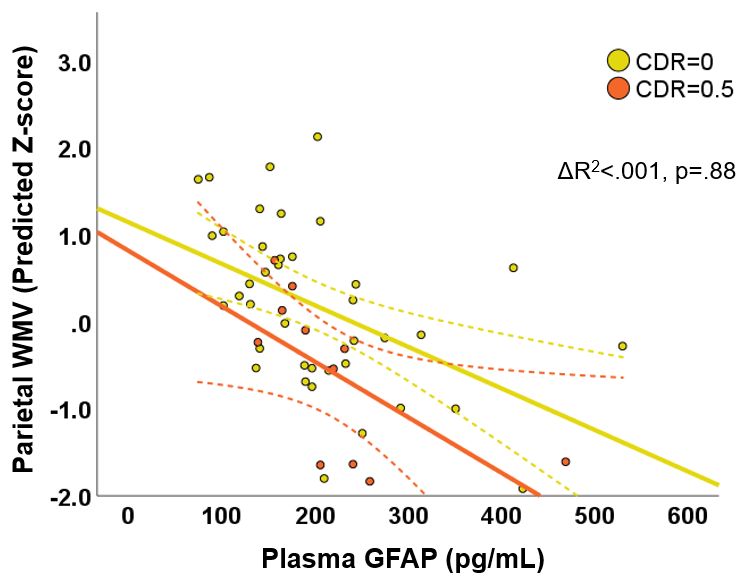 CDR=0
CDR=0.5
ΔR²<.001, p=.88
Parietal WMV (Predicted Z-score)
3.0
2.0
1.0
.0
-1.0
-2.0
0 100 200 300 400 500 600
Plasma GFAP (pg/mL)